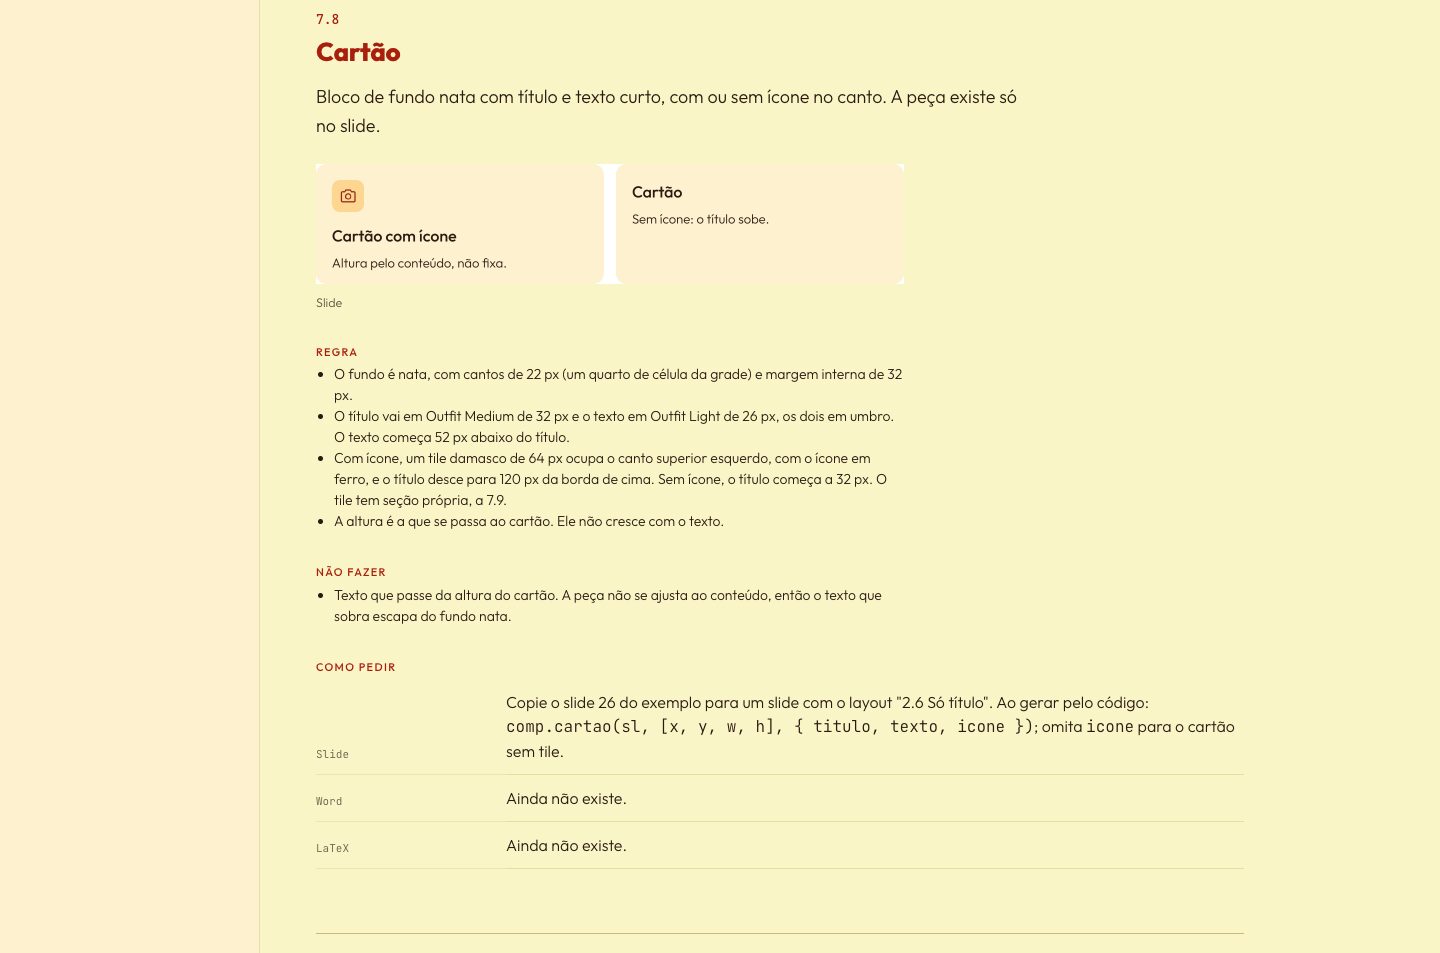 7.8
Cartão
Bloco de fundo nata com título e texto curto, com ou sem ícone no canto. A peça existe só
no slide.
Cartão com ícone
Altura pelo conteúdo, não fixa.
Cartão
Sem ícone: o título sobe.
Slide
REGRA
• O fundo é nata, com cantos de 22 px (um quarto de célula da grade) e margem interna de 32
px.
• O título vai em Outfit Medium de 32 px e o texto em Outfit Light de 26 px, os dois em umbro.
O texto começa 52 px abaixo do título.
• Com ícone, um tile damasco de 64 px ocupa o canto superior esquerdo, com o ícone em
ferro, e o título desce para 120 px da borda de cima. Sem ícone, o título começa a 32 px. O
tile tem seção própria, a 7.9.
• A altura é a que se passa ao cartão. Ele não cresce com o texto.
NÃO FAZER
• Texto que passe da altura do cartão. A peça não se ajusta ao conteúdo, então o texto que
sobra escapa do fundo nata.
COMO PEDIR
Copie o slide 26 do exemplo para um slide com o layout "2.6 Só título". Ao gerar pelo código:
comp.cartao(sl, [x, y, w, h], { titulo, texto, icone }); omita icone para o cartão
sem tile.
Slide
Word
Ainda não existe.
LaTeX
Ainda não existe.